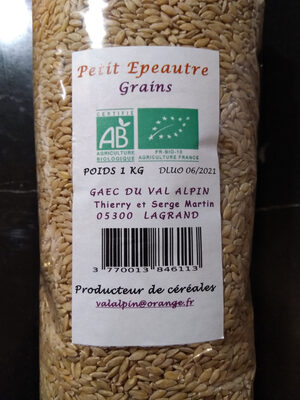 Petit Epeautre
Grains
CERTIFIÉ
AB
AGRICULTURE
BIOLOGIQUE
FR-BIO-10
AGRICULTURE FRANCE
POIDS 1 KG DLUO 06/2021
GAEC DU VAL ALPIN
Thierry et Serge Martin
05300 LAGRAND
3 770013 846113
Producteur de céréales
valalpin@orange.fr